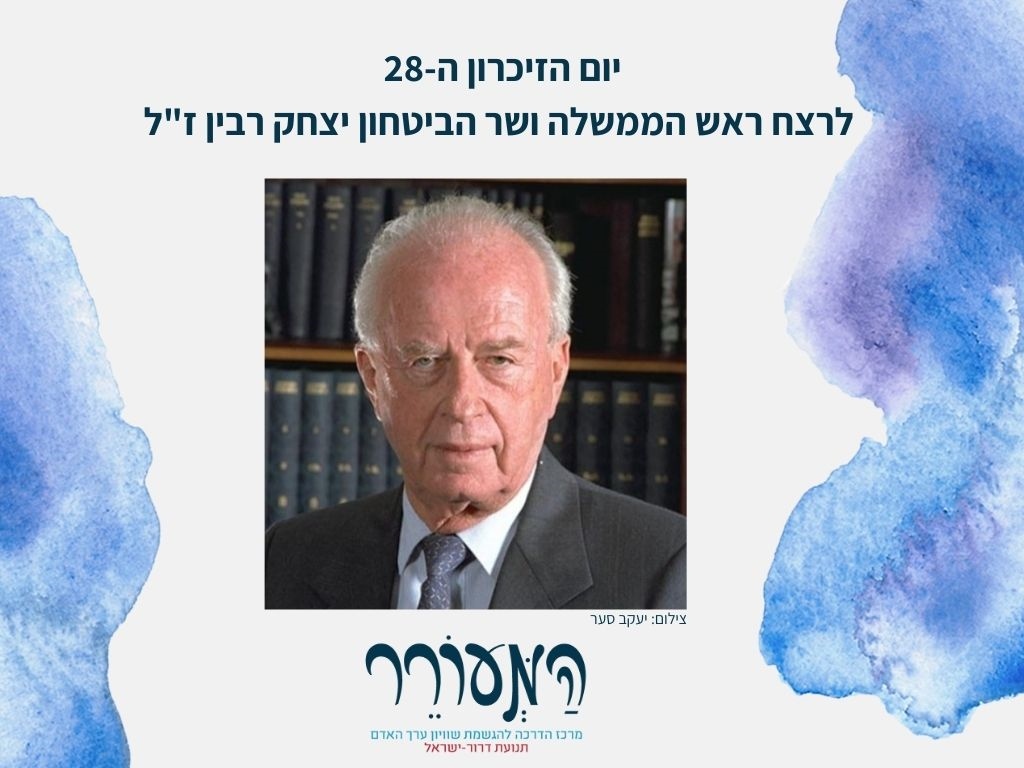 יום הזיכרון ה-28
לרצח ראש הממשלה ושר הביטחון יצחק רבין ז"ל
צילום: יעקב סער
הַמְּעוֹרֵר
מרכז הדרכה להגשמת שוויון ערך האדם
תנועת דרור-ישראל